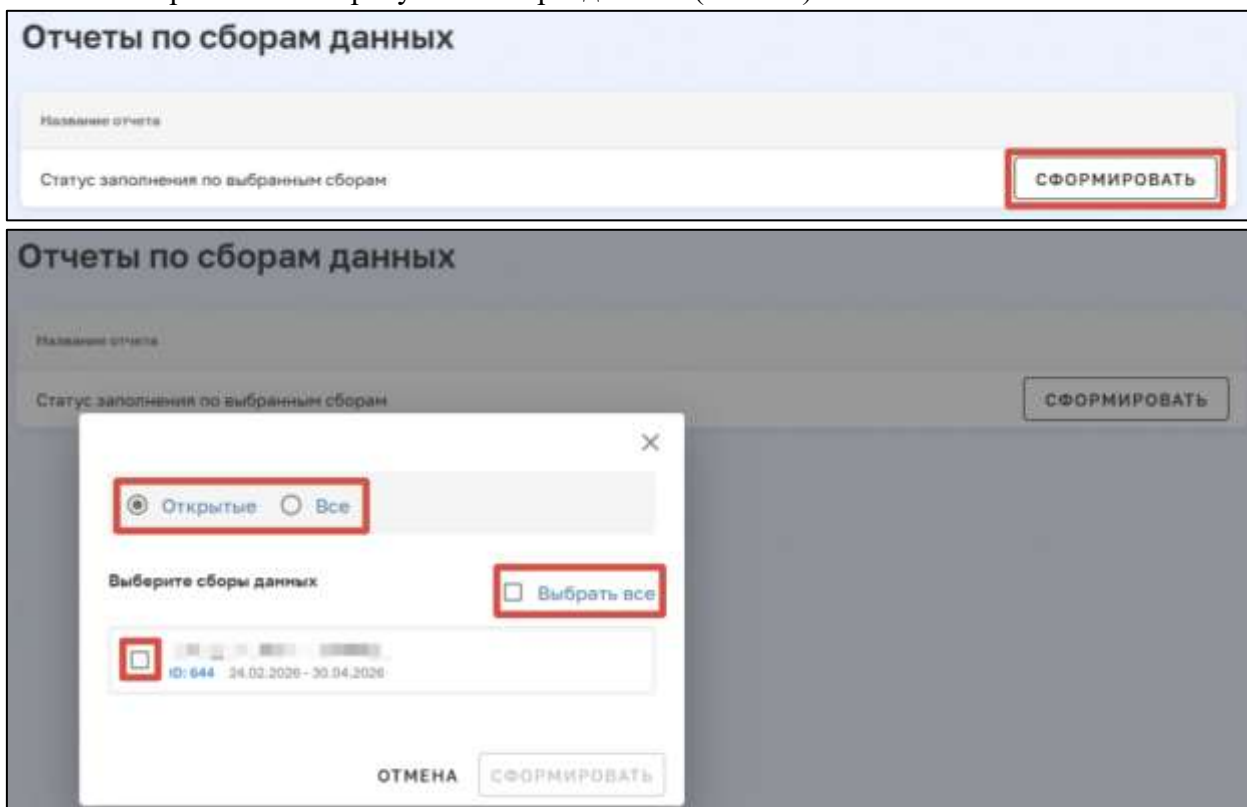 Отчеты по сборам данных
Название отчета
Статус заполнения по выбранным сборам СФОРМИРОВАТЬ
Отчеты по сборам данных
Название отчета
Статус заполнения по выбранным сборам СФОРМИРОВАТЬ
Открытые Все
Выберите сборы данных Выбрать все
ID: 644 24.02.2026 - 30.04.2026
ОТМЕНА СФОРМИРОВАТЬ